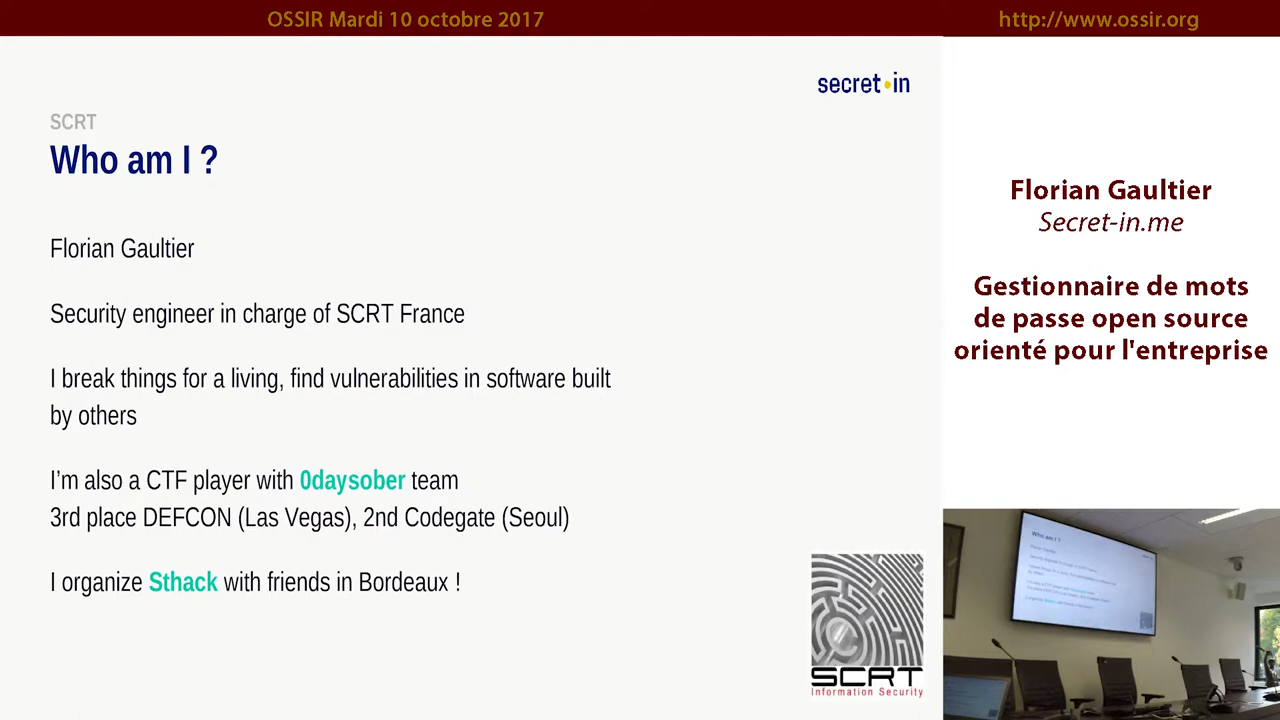 OSSIR Mardi 10 octobre 2017
http://www.ossir.org
secret•in
SCRT
Who am I ?
Florian Gaultier
Security engineer in charge of SCRT France
I break things for a living, find vulnerabilities in software built
by others
I'm also a CTF player with 0daysober team
3rd place DEFCON (Las Vegas), 2nd Codegate (Seoul)
I organize Sthack with friends in Bordeaux !
SCRT
Information Security
Florian Gaultier
Secret-in.me
Gestionnaire de mots
de passe open source
orienté pour l'entreprise
Who am I ?